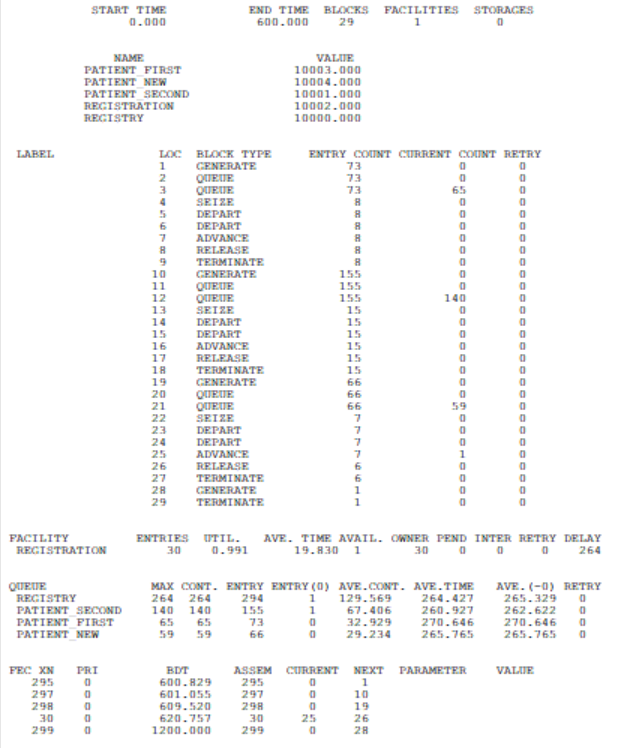 START TIME END TIME BLOCKS FACILITIES STORAGES
0.000 600.000 29 1 0
NAME VALUE
PATIENT_FIRST 10003.000
PATIENT_NEW 10004.000
PATIENT_SECOND 10001.000
REGISTRATION 10002.000
REGISTRY 10000.000
LABEL LOC BLOCK TYPE ENTRY COUNT CURRENT COUNT RETRY
1 GENERATE 73 0 0
2 QUEUE 73 0 0
3 QUEUE 73 65 0
4 SEIZE 8 0 0
5 DEPART 8 0 0
6 DEPART 8 0 0
7 ADVANCE 8 0 0
8 RELEASE 8 0 0
9 TERMINATE 8 0 0
10 GENERATE 155 0 0
11 QUEUE 155 0 0
12 QUEUE 155 140 0
13 SEIZE 15 0 0
14 DEPART 15 0 0
15 DEPART 15 0 0
16 ADVANCE 15 0 0
17 RELEASE 15 0 0
18 TERMINATE 15 0 0
19 GENERATE 66 0 0
20 QUEUE 66 0 0
21 QUEUE 66 59 0
22 SEIZE 7 0 0
23 DEPART 7 0 0
24 DEPART 7 0 0
25 ADVANCE 7 1 0
26 RELEASE 6 0 0
27 TERMINATE 6 0 0
28 GENERATE 1 0 0
29 TERMINATE 1 0 0
FACILITY ENTRIES UTIL. AVE. TIME AVAIL. OWNER PEND INTER RETRY DELAY
REGISTRATION 30 0.991 19.830 1 30 0 0 0 264
QUEUE MAX CONT. ENTRY ENTRY(0) AVE.CONT. AVE.TIME AVE.(-0) RETRY
REGISTRY 264 264 294 1 129.569 264.427 265.329 0
PATIENT_SECOND 140 140 155 1 67.406 260.927 262.622 0
PATIENT_FIRST 65 65 73 0 32.929 270.646 270.646 0
PATIENT_NEW 59 59 66 0 29.234 265.765 265.765 0
FEC XN PRI BDT ASSEM CURRENT NEXT PARAMETER VALUE
295 0 600.829 295 0 1
297 0 601.055 297 0 10
298 0 609.520 298 0 19
30 0 620.757 30 25 26
299 0 1200.000 299 0 28